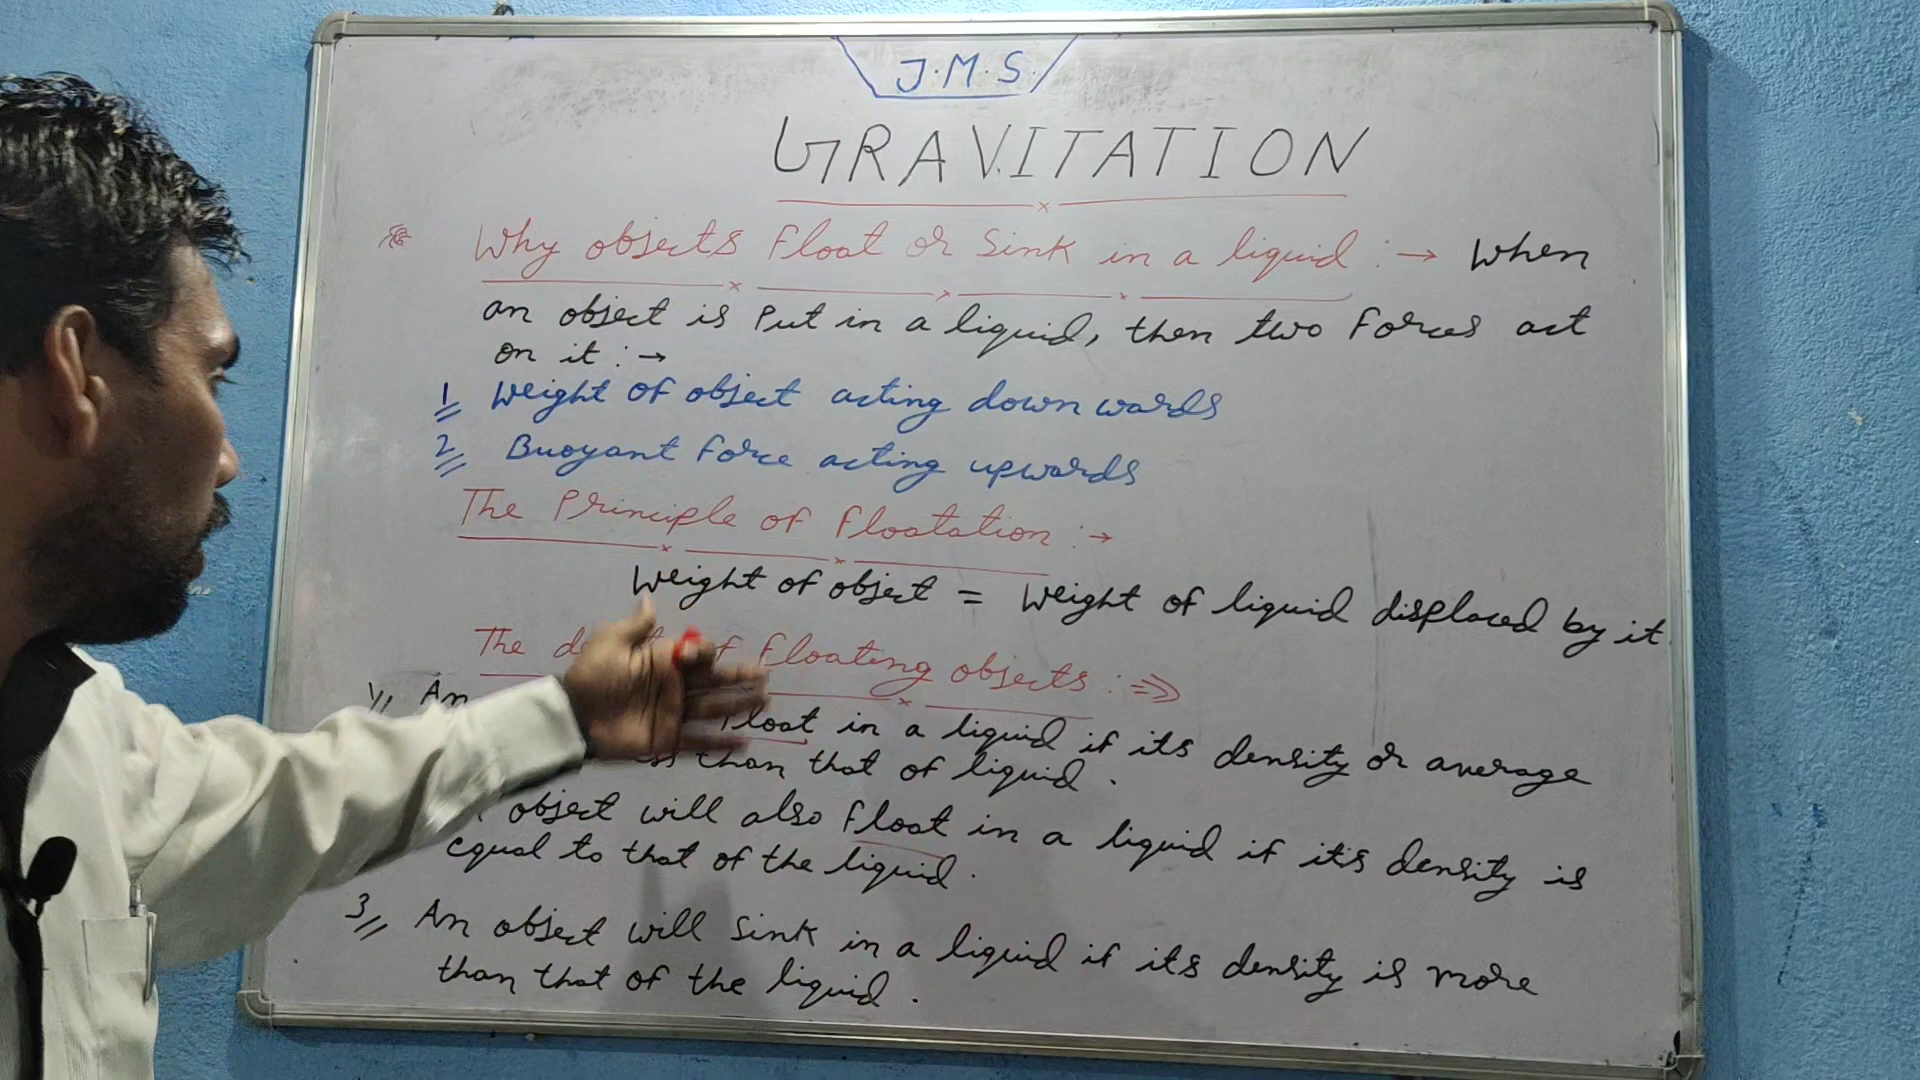 J.M.S.
GRAVITATION
Why objects float or sink in a liquid :→ When
an object is put in a liquid, then two forces act
on it :→
1 Weight of object acting downwards
2 Buoyant force acting upwards
The Principle of Floatation :→
Weight of object = Weight of liquid displaced by it.
The of floating objects : ⇒
1 An float in a liquid if its density or average
than that of liquid.
object will also float in a liquid if its density is
equal to that of the liquid.
3 An object will sink in a liquid if its density is more
than that of the liquid.